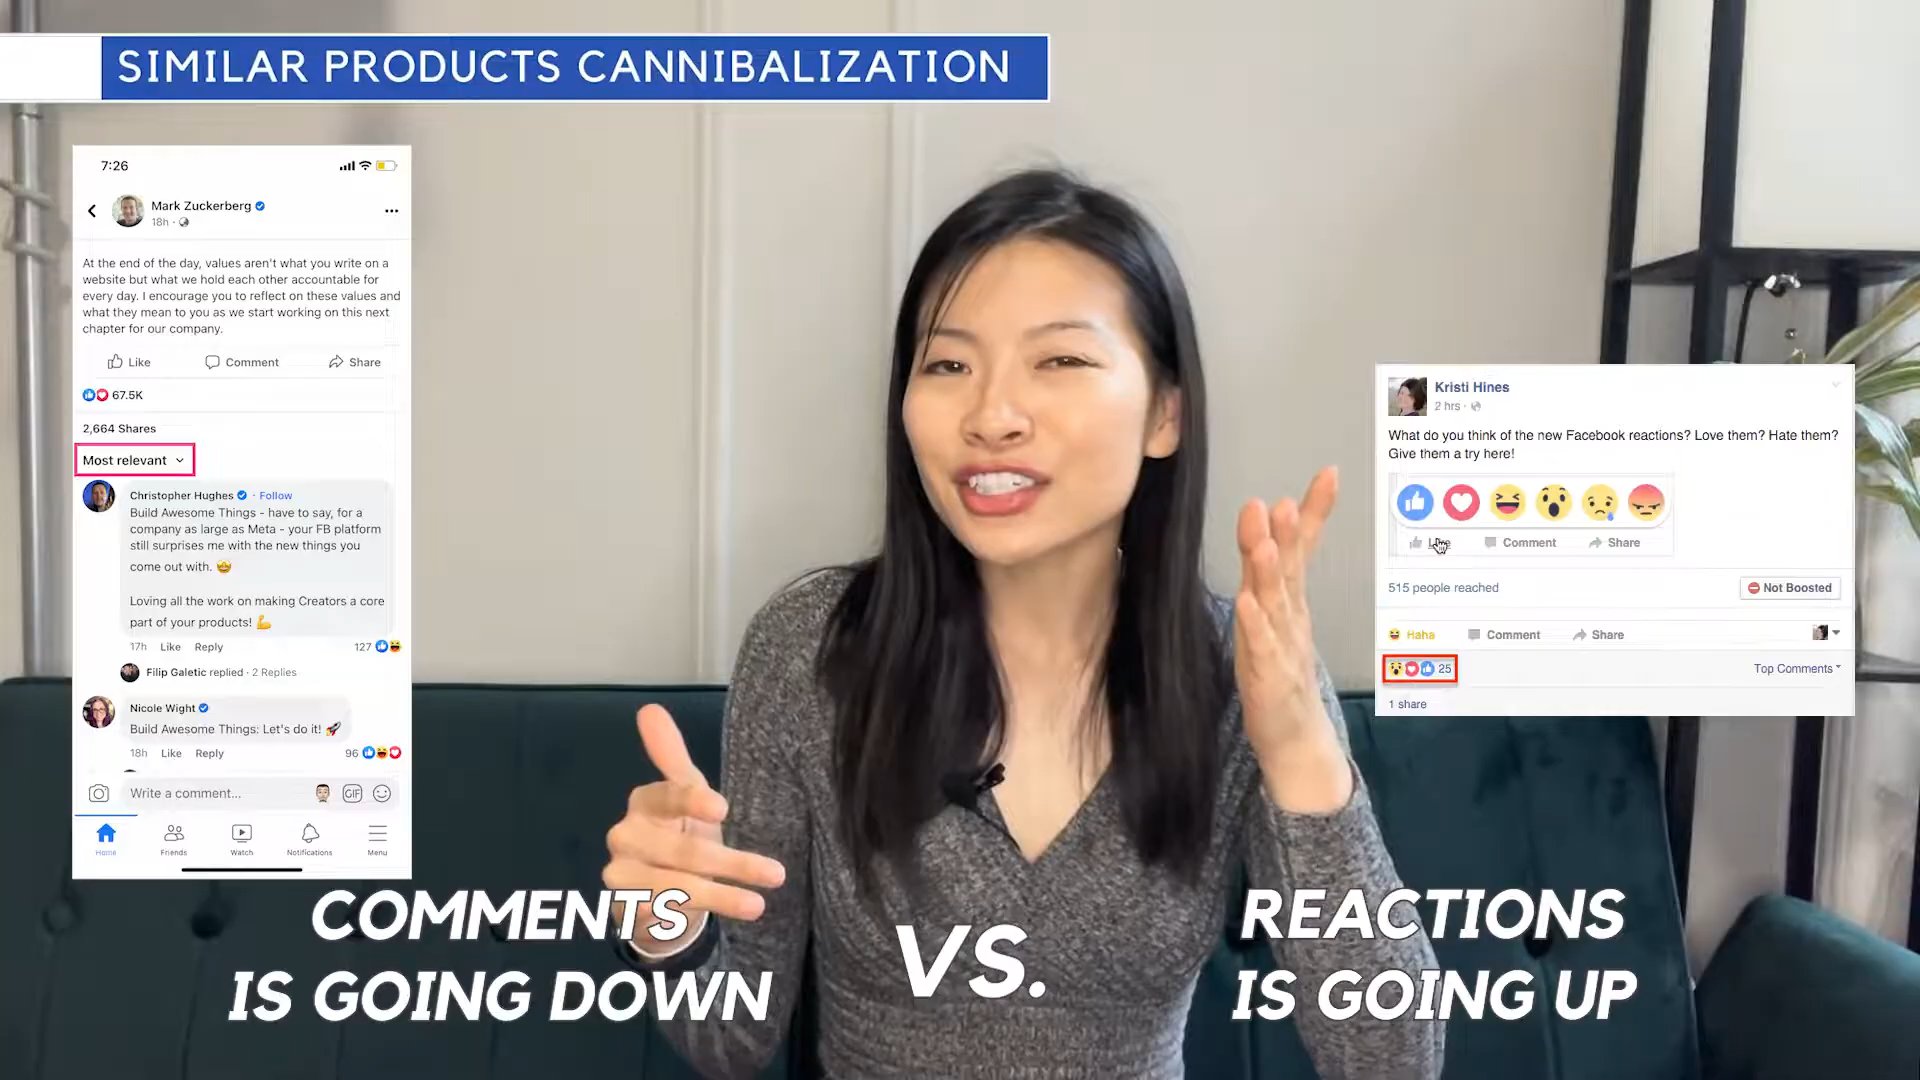 SIMILAR PRODUCTS CANNIBALIZATION
7:26
Mark Zuckerberg
18h ·
At the end of the day, values aren't what you write on a
website but what we hold each other accountable for
every day. I encourage you to reflect on these values and
what they mean to you as we start working on this next
chapter for our company.
Like Comment Share
67.5K
2,664 Shares
Most relevant
Christopher Hughes · Follow
Build Awesome Things - have to say, for a
company as large as Meta - your FB platform
still surprises me with the new things you
come out with. 🤩
Loving all the work on making Creators a core
part of your products! 💪
17h Like Reply 127
Filip Galetic replied · 2 Replies
Nicole Wight
Build Awesome Things: Let's do it! 🚀
18h Like Reply 96
Write a comment... GIF
Home Friends Watch Notifications Menu
Kristi Hines
2 hrs ·
What do you think of the new Facebook reactions? Love them? Hate them?
Give them a try here!
Like Comment Share
515 people reached Not Boosted
Haha Comment Share
25 Top Comments
1 share
COMMENTS
IS GOING DOWN
VS.
REACTIONS
IS GOING UP